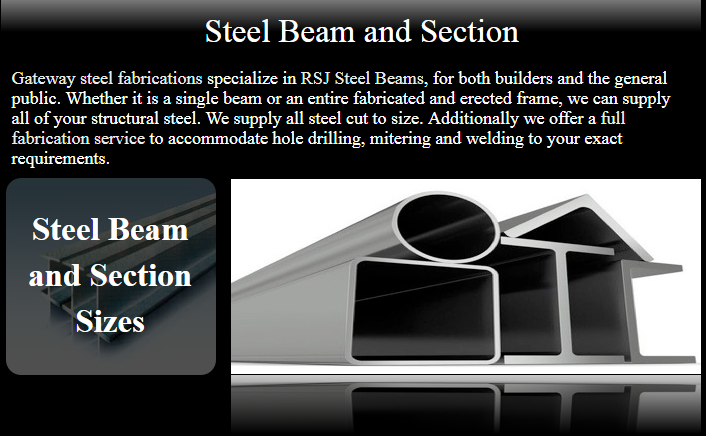 Steel Beam and Section
Gateway steel fabrications specialize in RSJ Steel Beams, for both builders and the general
public. Whether it is a single beam or an entire fabricated and erected frame, we can supply
all of your structural steel. We supply all steel cut to size. Additionally we offer a full
fabrication service to accommodate hole drilling, mitering and welding to your exact
requirements.
Steel Beam
and Section
Sizes